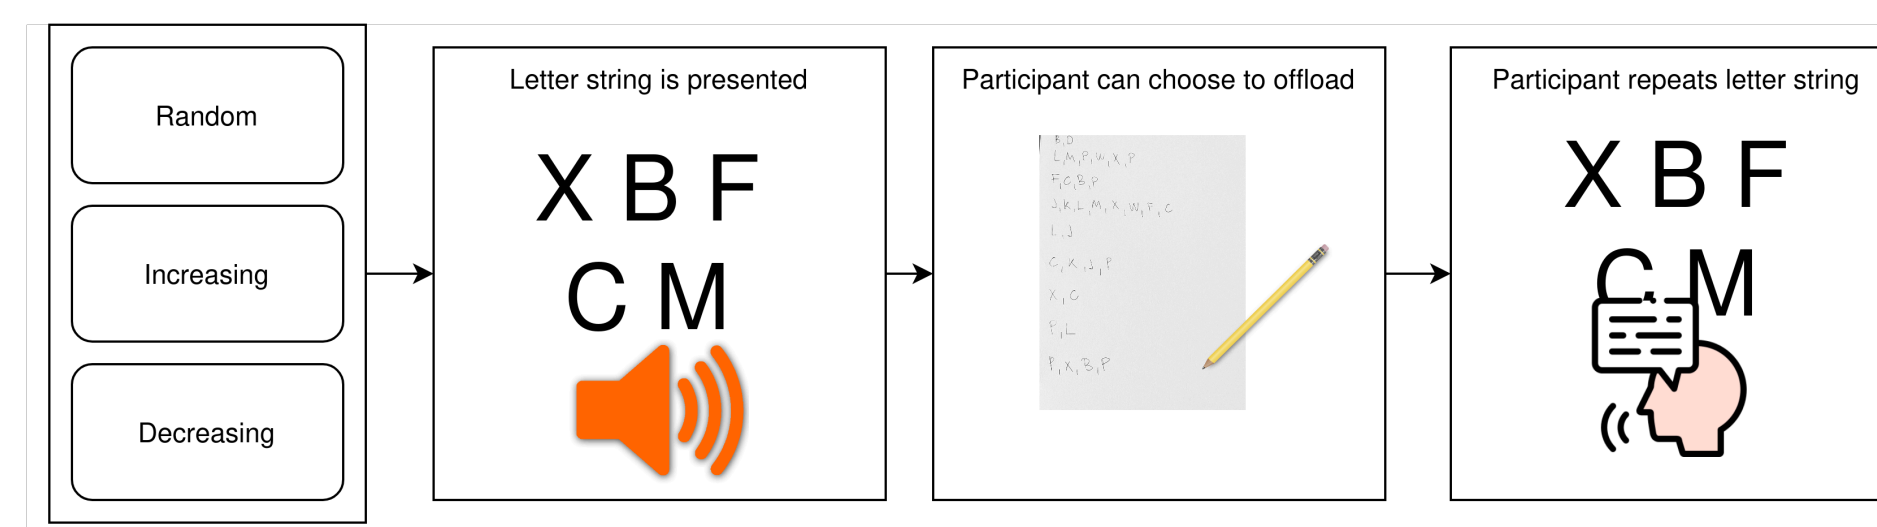 Random
Increasing
Decreasing
Letter string is presented
X B F
C M
Participant can choose to offload
B,D
L,M,P,W,X,P
F,C,B,P
J,K,L,M,X,W,F,C
L,J
C,K,J,P
X,C
P,L
P,X,B,P
Participant repeats letter string
X B F
C M